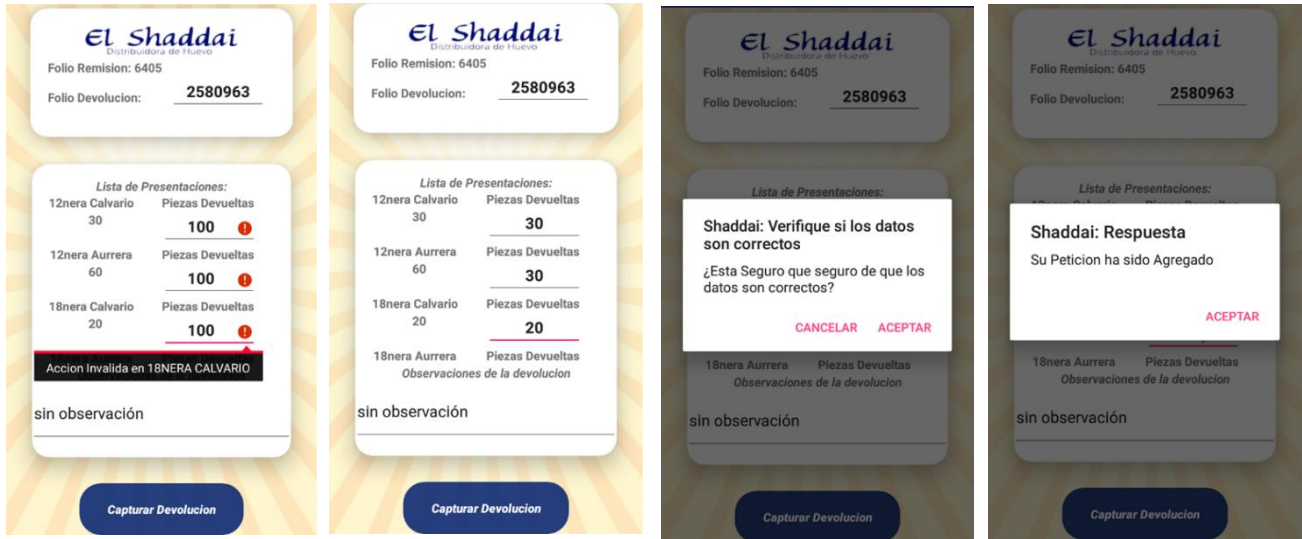 El Shaddai
Distribuidora de Huevo
Folio Remision: 6405
Folio Devolucion: 2580963
Lista de Presentaciones:
12nera Calvario Piezas Devueltas
30 100
12nera Aurrera Piezas Devueltas
60 100
18nera Calvario Piezas Devueltas
20 100
Accion Invalida en 18NERA CALVARIO
sin observación
Capturar Devolucion
El Shaddai
Distribuidora de Huevo
Folio Remision: 6405
Folio Devolucion: 2580963
Lista de Presentaciones:
12nera Calvario Piezas Devueltas
30 30
12nera Aurrera Piezas Devueltas
60 30
18nera Calvario Piezas Devueltas
20 20
18nera Aurrera Piezas Devueltas
Observaciones de la devolucion
sin observación
Capturar Devolucion
El Shaddai
Distribuidora de Huevo
Folio Remision: 6405
Folio Devolucion: 2580963
Lista de Presentaciones:
Shaddai: Verifique si los datos
son correctos
¿Esta Seguro que seguro de que los
datos son correctos?
CANCELAR ACEPTAR
18nera Aurrera Piezas Devueltas
Observaciones de la devolucion
sin observación
Capturar Devolucion
El Shaddai
Distribuidora de Huevo
Folio Remision: 6405
Folio Devolucion: 2580963
Lista de Presentaciones:
Shaddai: Respuesta
Su Peticion ha sido Agregado
ACEPTAR
18nera Aurrera Piezas Devueltas
Observaciones de la devolucion
sin observación
Capturar Devolucion